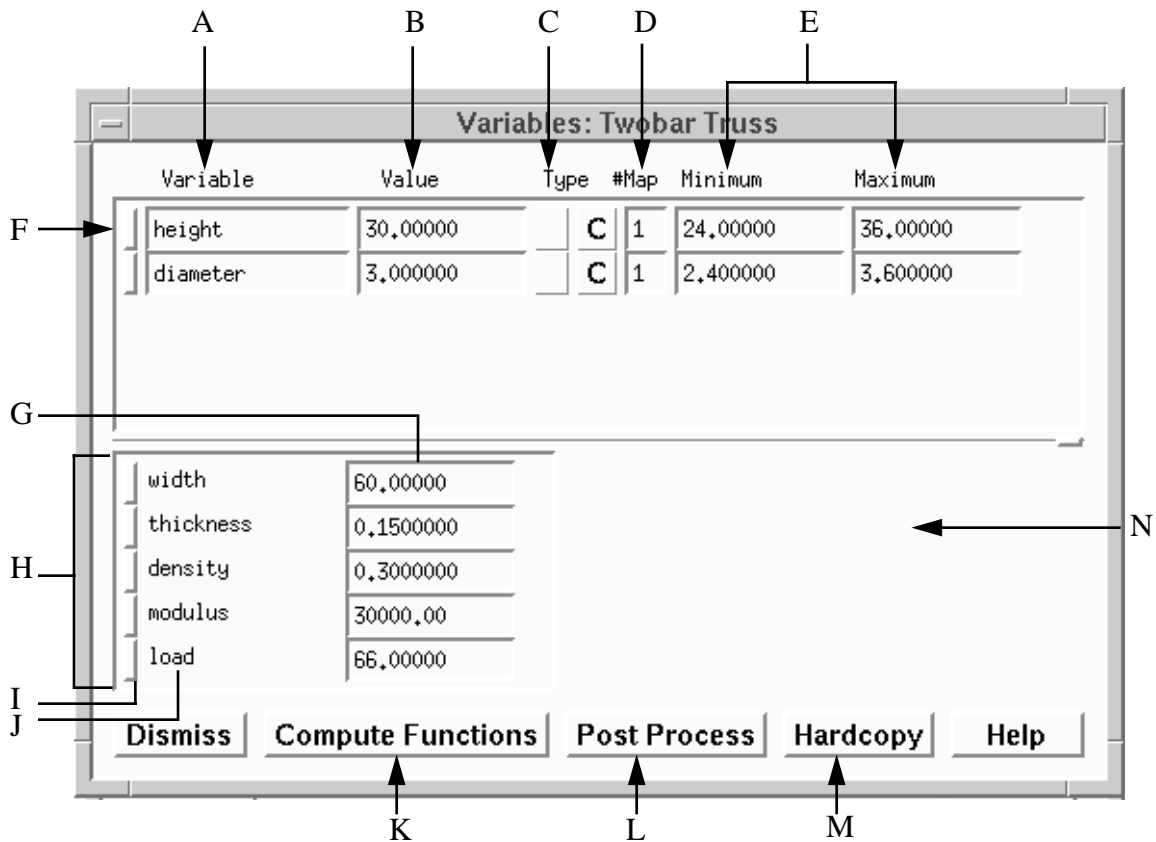 A B C D E
Variables: Twobar Truss
Variable Value Type #Map Minimum Maximum
F height 30.00000 C 1 24.00000 36.00000
diameter 3.000000 C 1 2.400000 3.600000
G
width 60.00000
thickness 0.1500000 N
H density 0.3000000
modulus 30000.00
load 66.00000
I
J
Dismiss Compute Functions Post Process Hardcopy Help
K L M